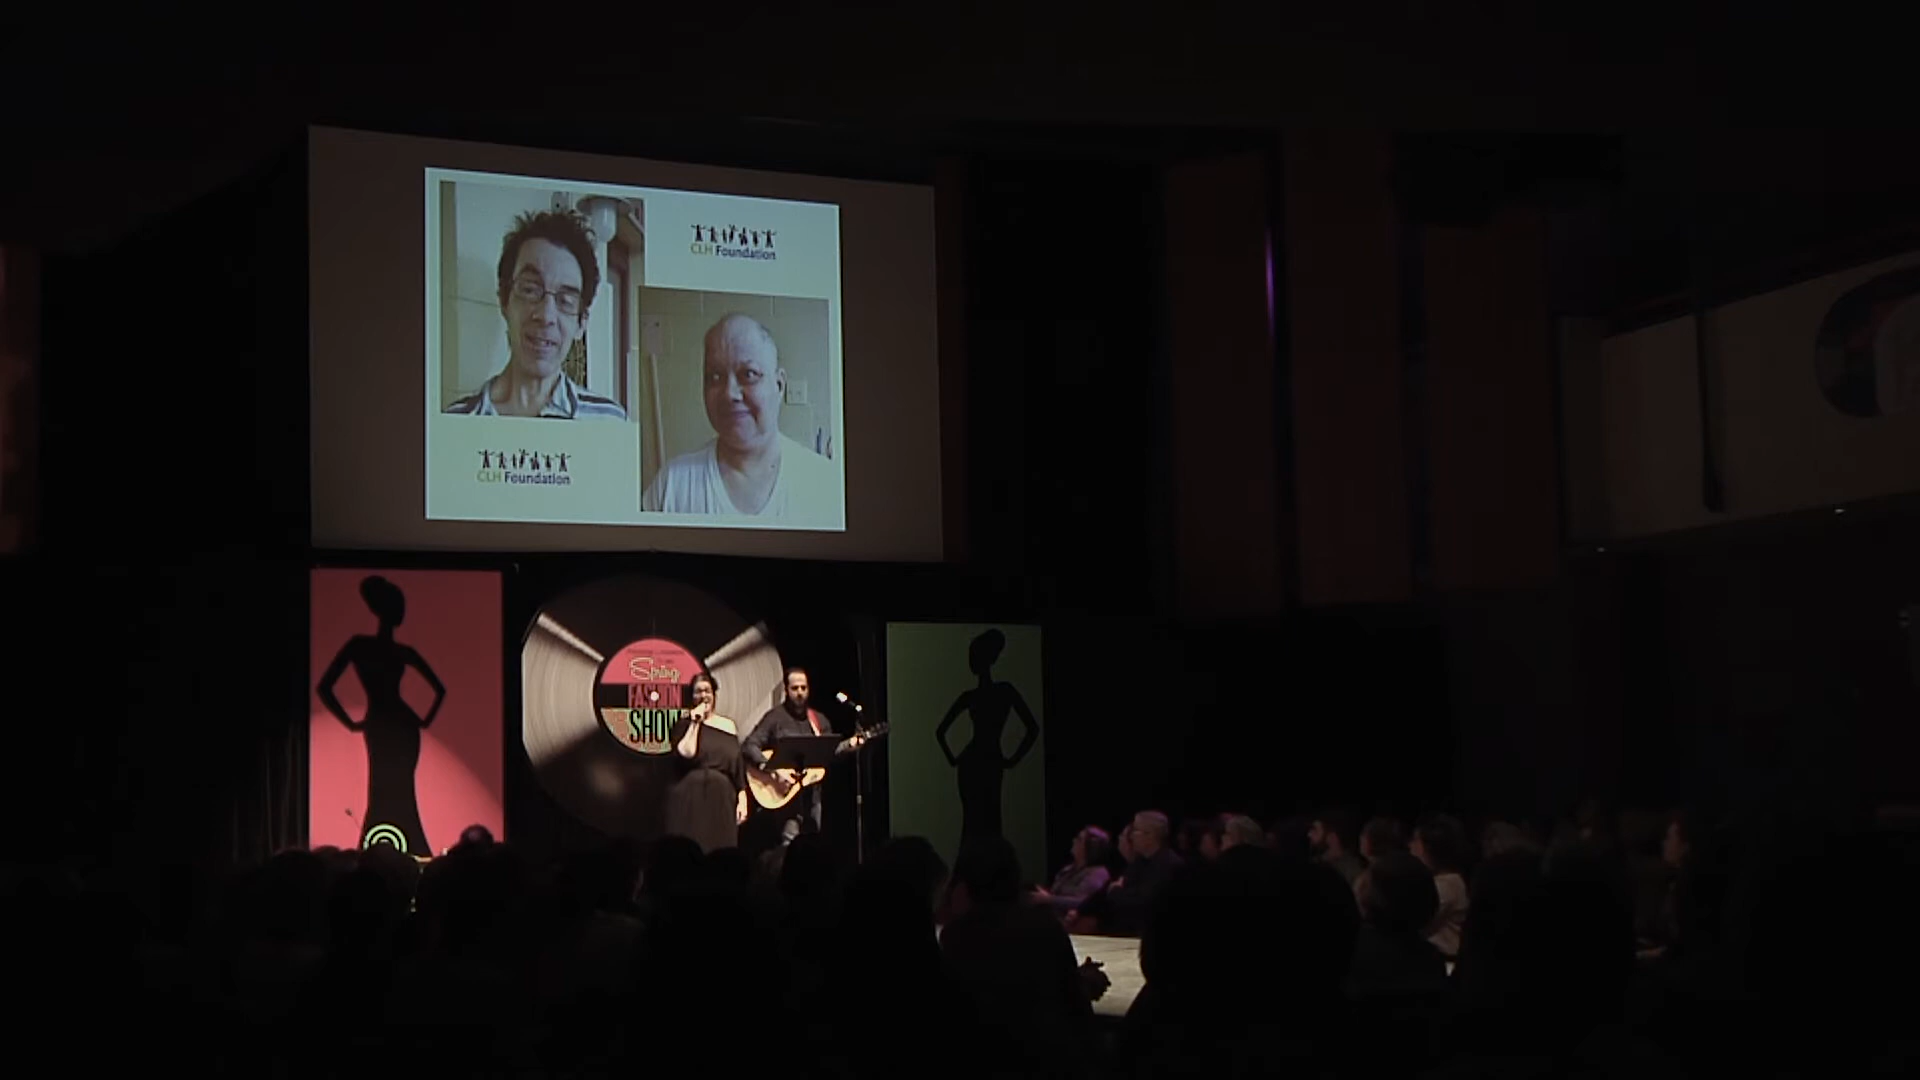 CLH Foundation
CLH Foundation
Spring
FASHION
SHOW